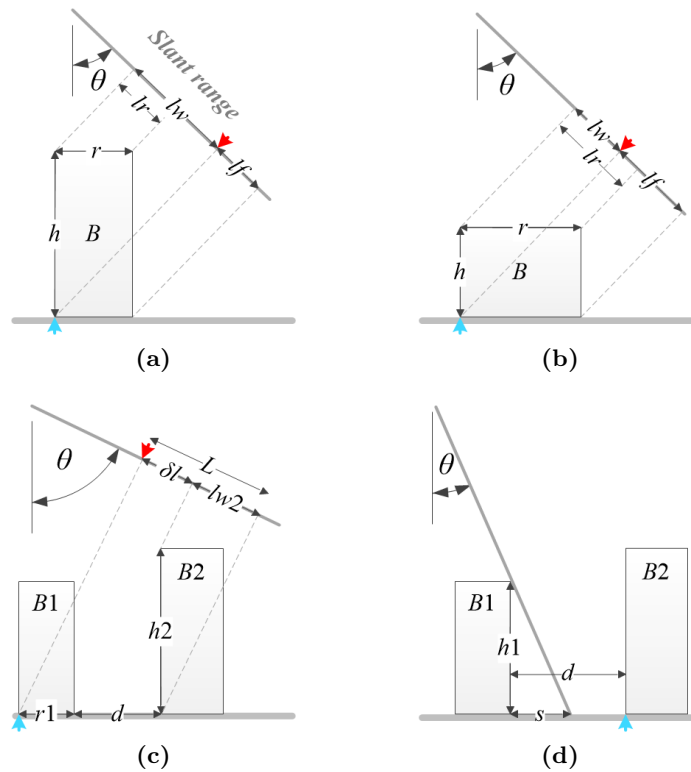 θ
Slant range
lw
lr
lf
r
h
B
(a)
θ
lw
lr
lf
r
h
B
(b)
θ
L
δl
lw2
B1
B2
h2
r1
d
(c)
θ
B1
B2
h1
d
s
(d)